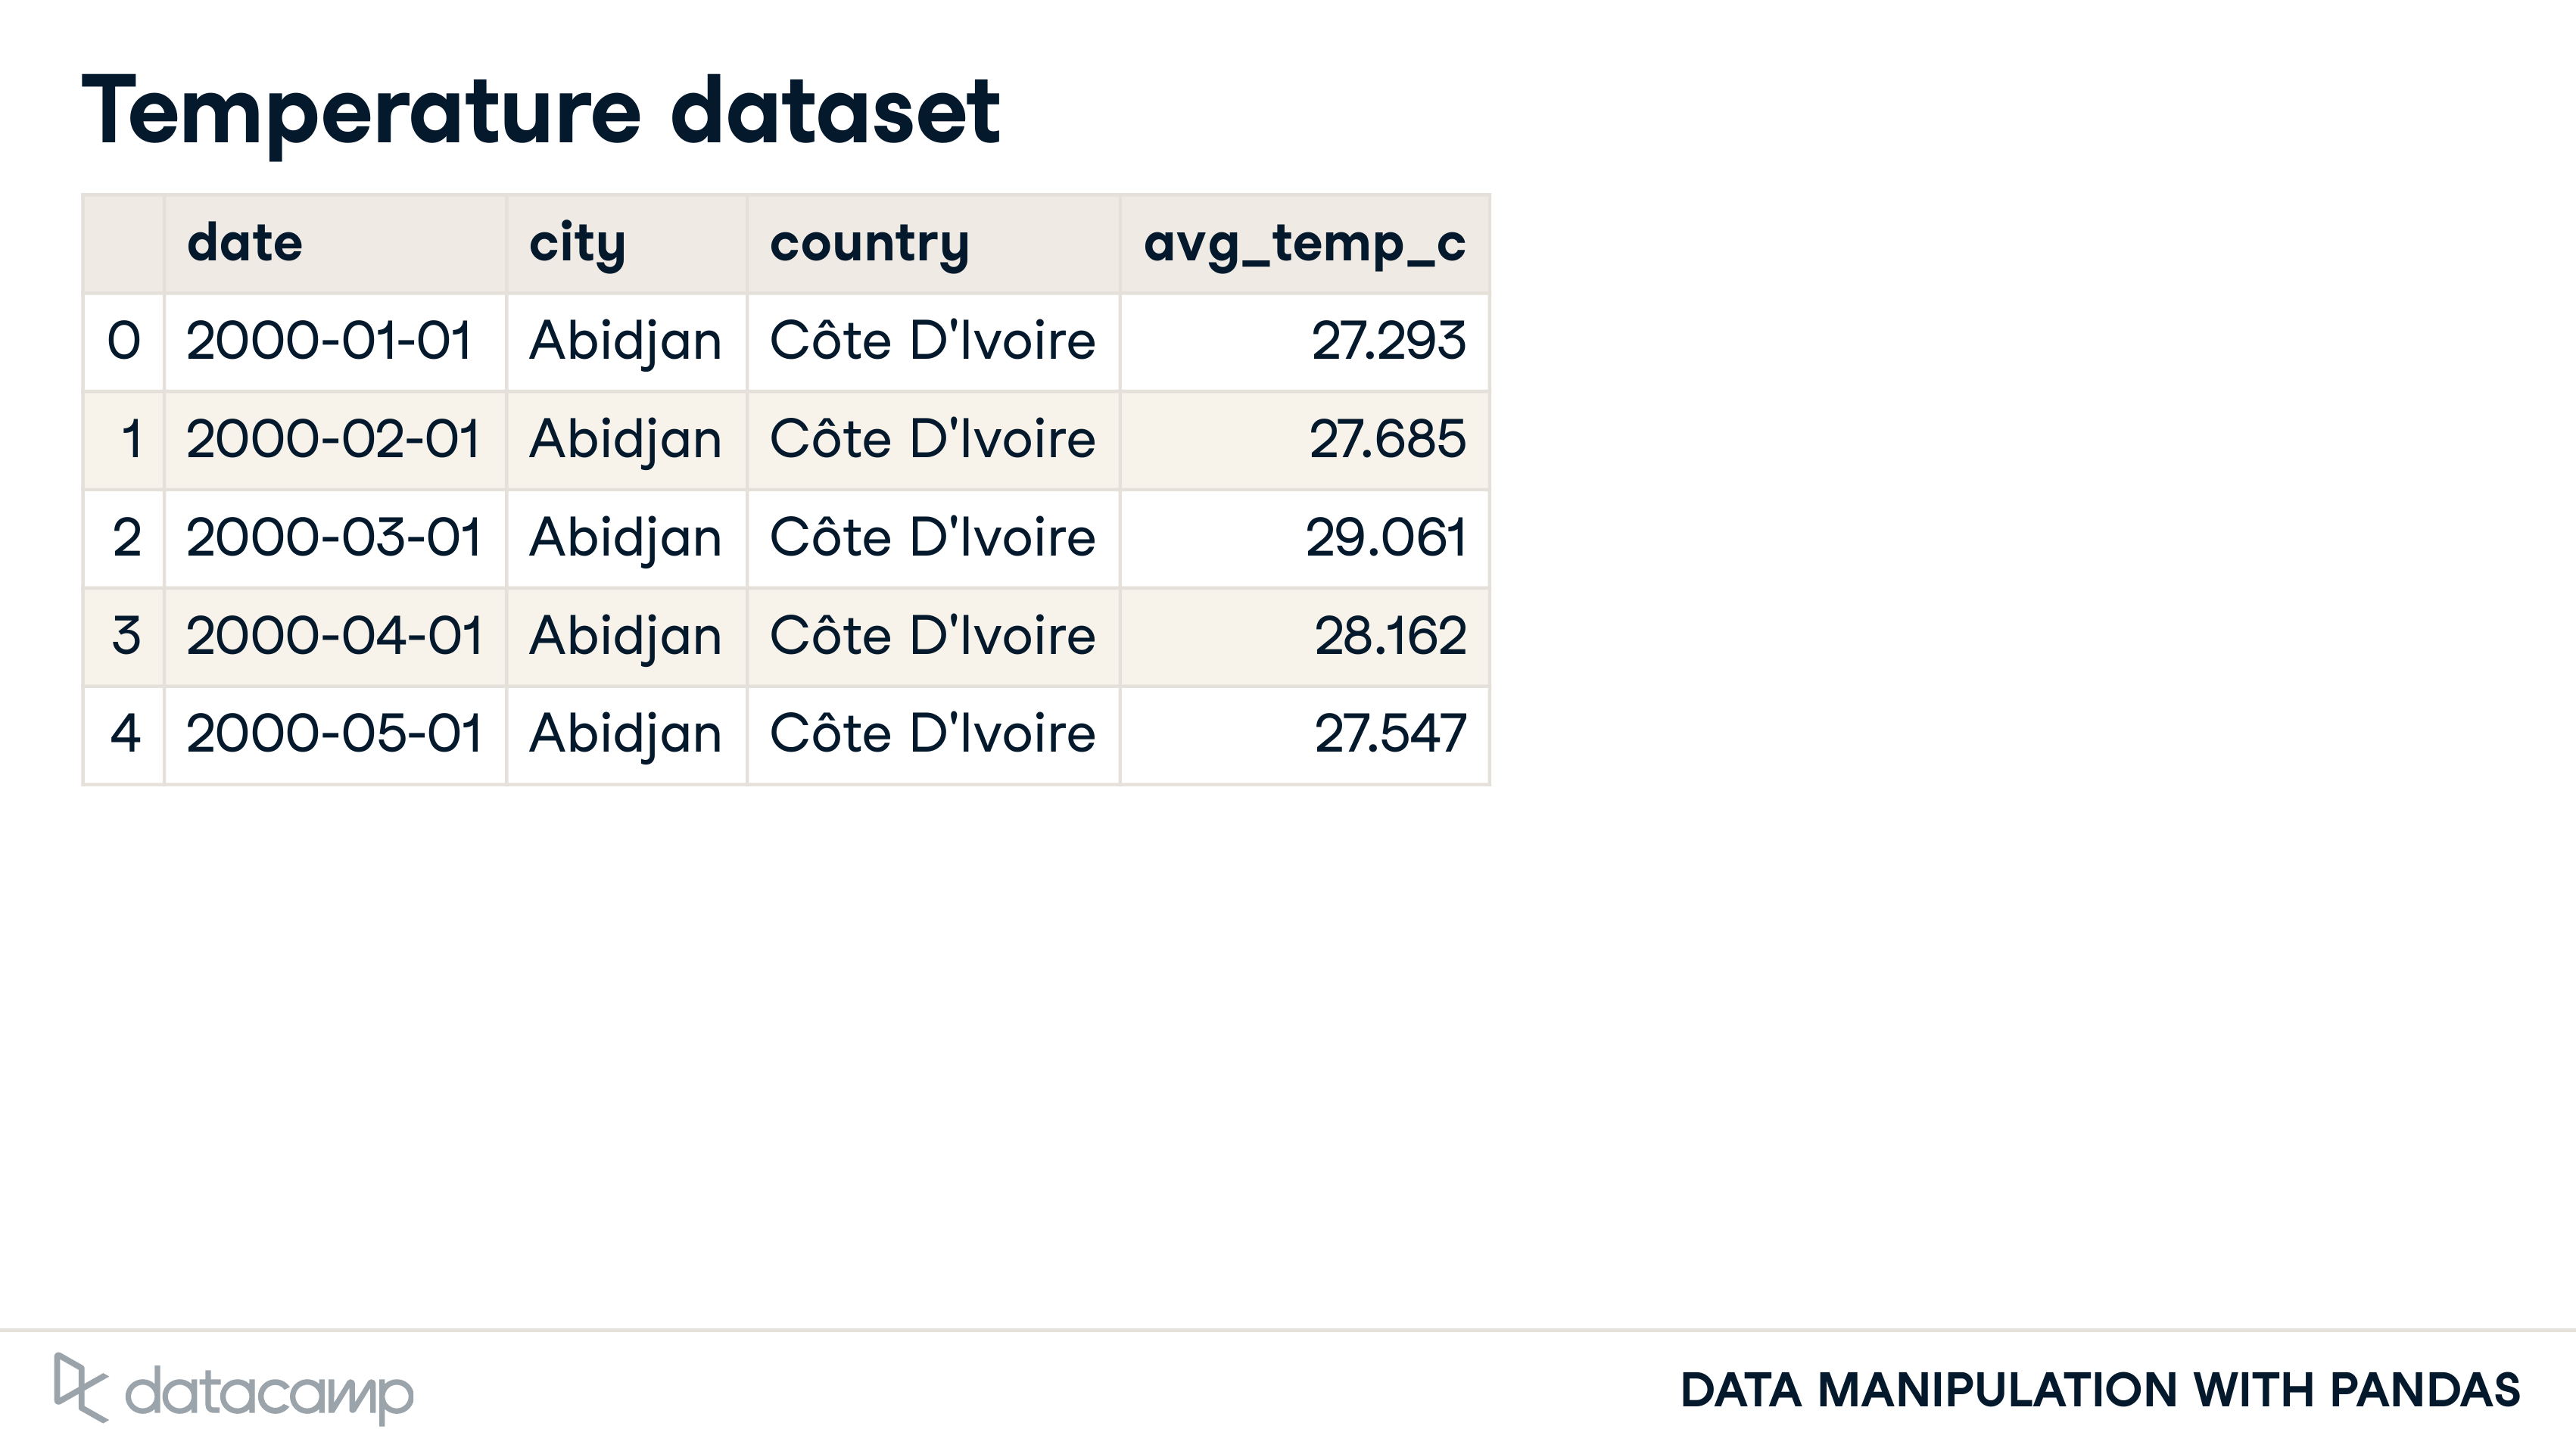 Temperature dataset
date city country avg_temp_c
0 2000-01-01 Abidjan Côte D'Ivoire 27.293
1 2000-02-01 Abidjan Côte D'Ivoire 27.685
2 2000-03-01 Abidjan Côte D'Ivoire 29.061
3 2000-04-01 Abidjan Côte D'Ivoire 28.162
4 2000-05-01 Abidjan Côte D'Ivoire 27.547
datacamp
DATA MANIPULATION WITH PANDAS